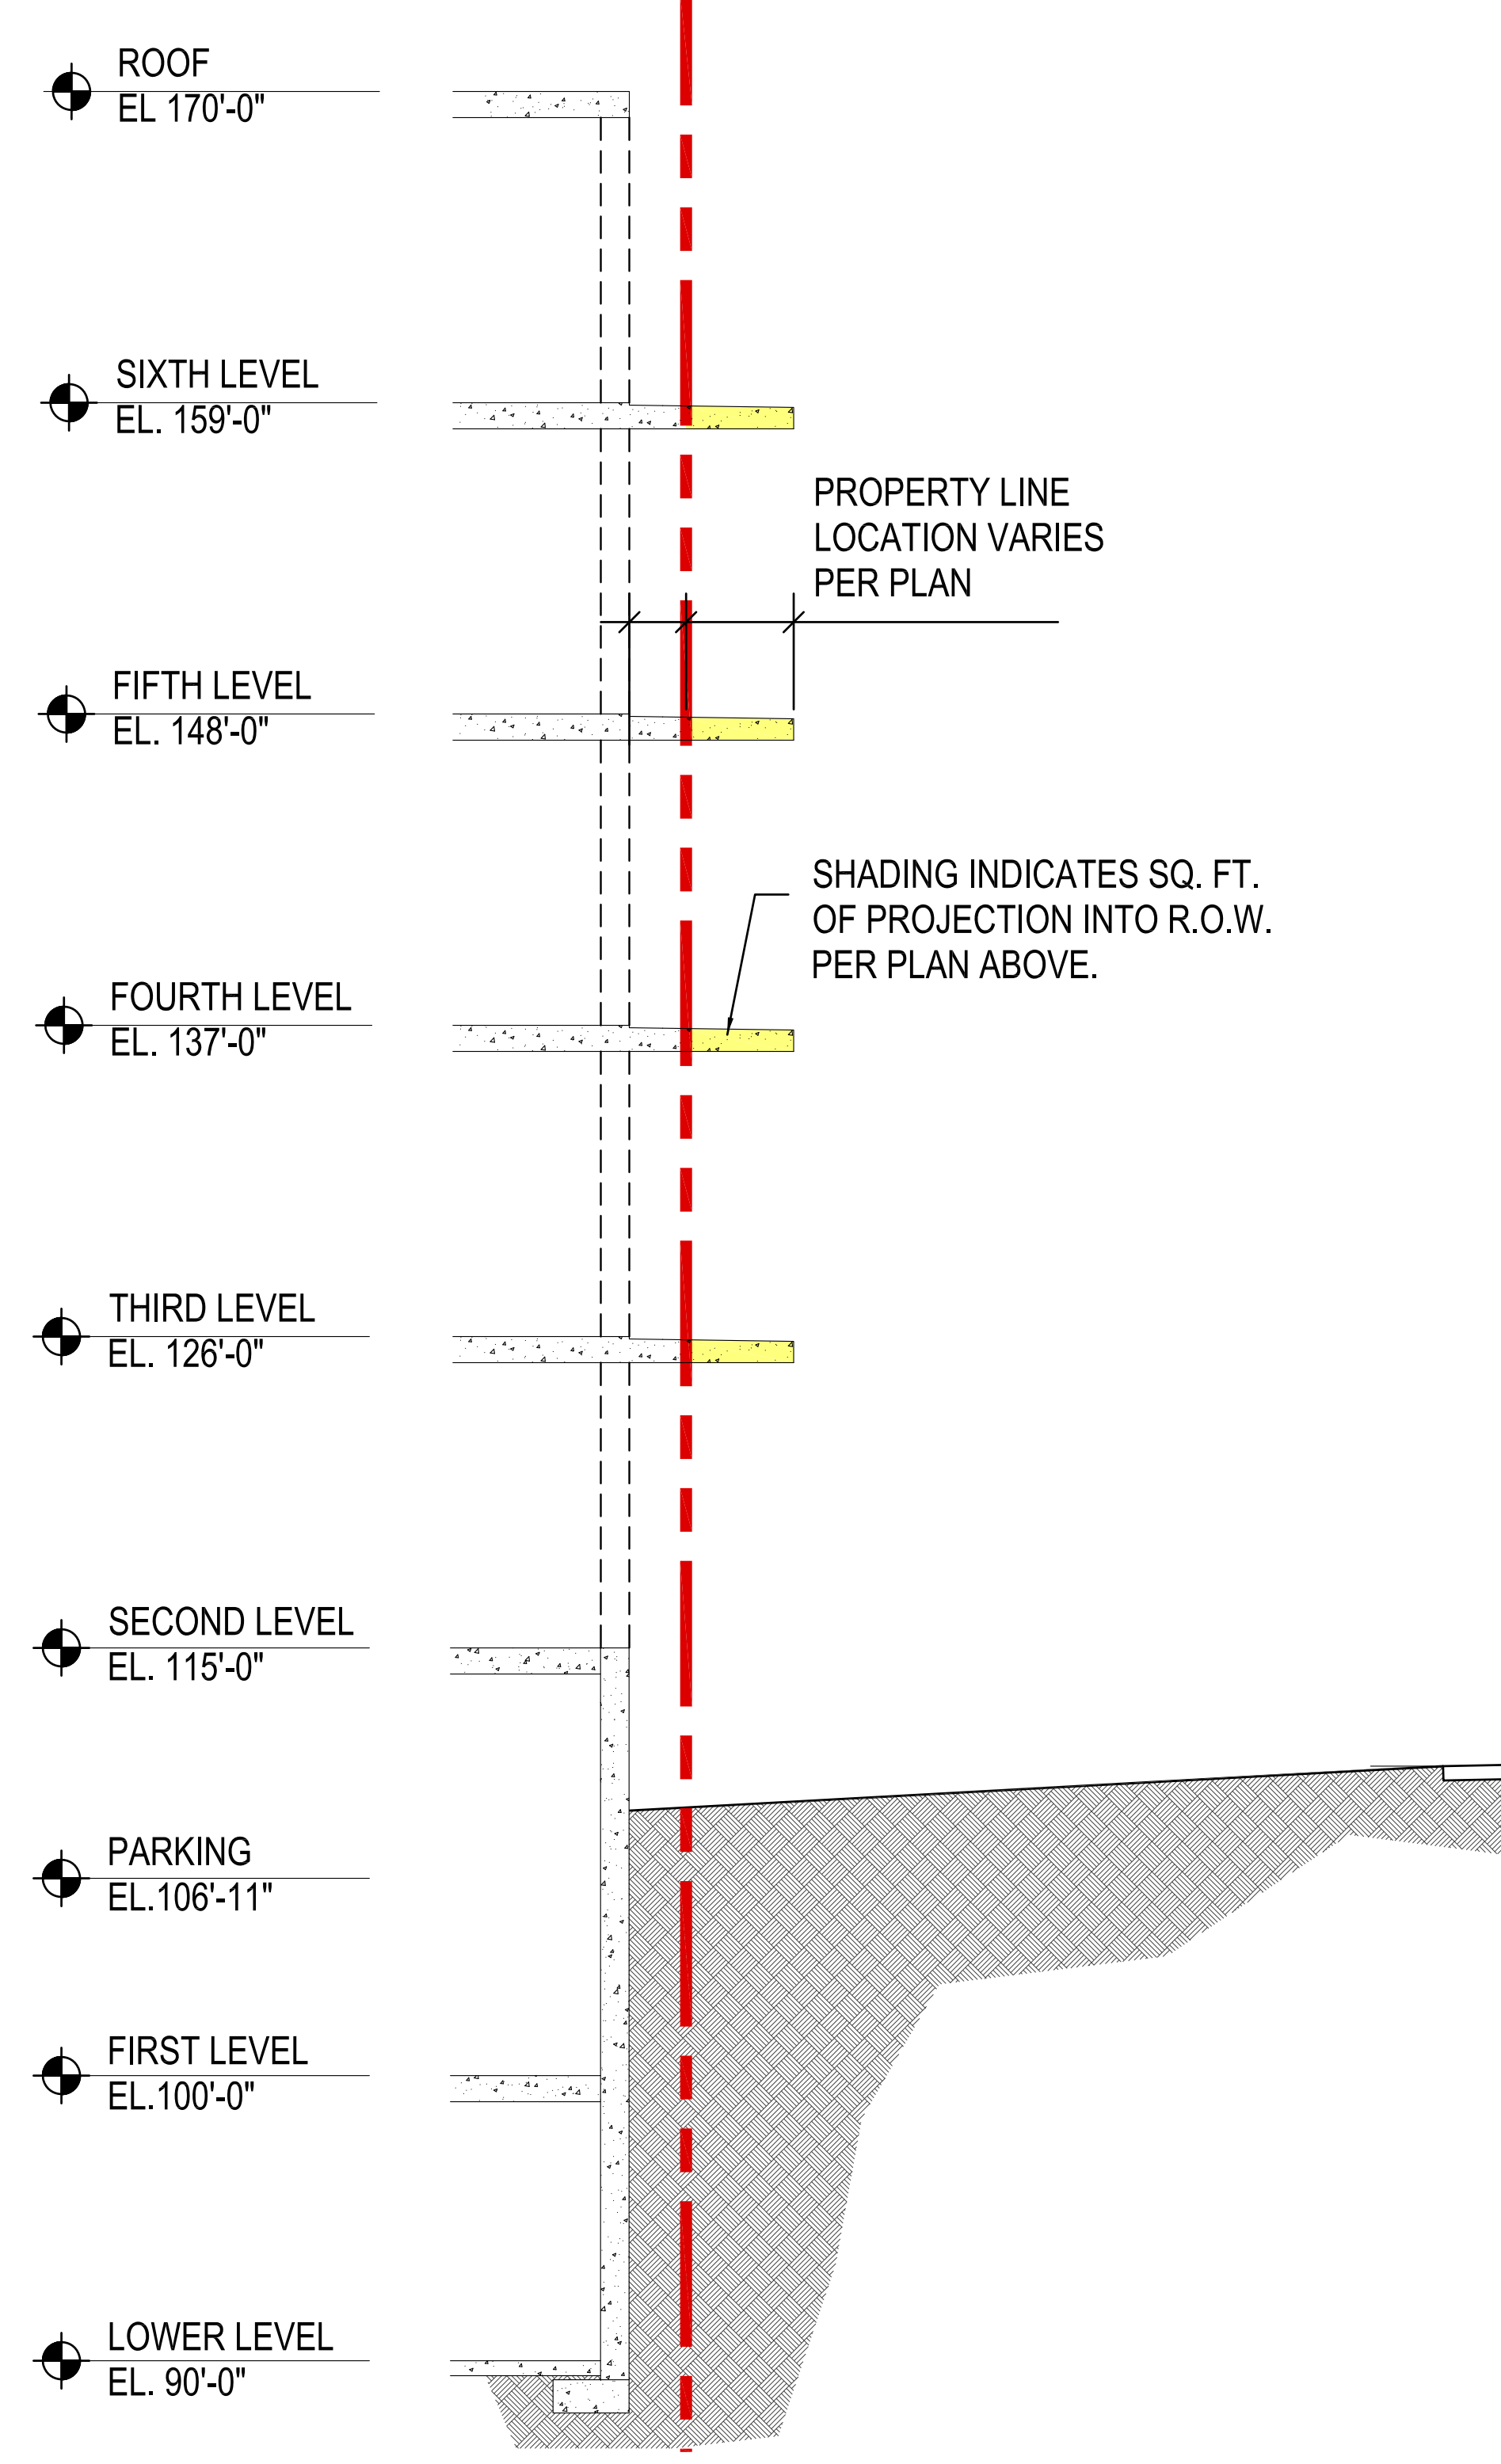 ROOF
EL 170'-0"
SIXTH LEVEL
EL. 159'-0"
PROPERTY LINE
LOCATION VARIES
PER PLAN
FIFTH LEVEL
EL. 148'-0"
SHADING INDICATES SQ. FT.
OF PROJECTION INTO R.O.W.
PER PLAN ABOVE.
FOURTH LEVEL
EL. 137'-0"
THIRD LEVEL
EL. 126'-0"
SECOND LEVEL
EL. 115'-0"
PARKING
EL.106'-11"
FIRST LEVEL
EL.100'-0"
LOWER LEVEL
EL. 90'-0"